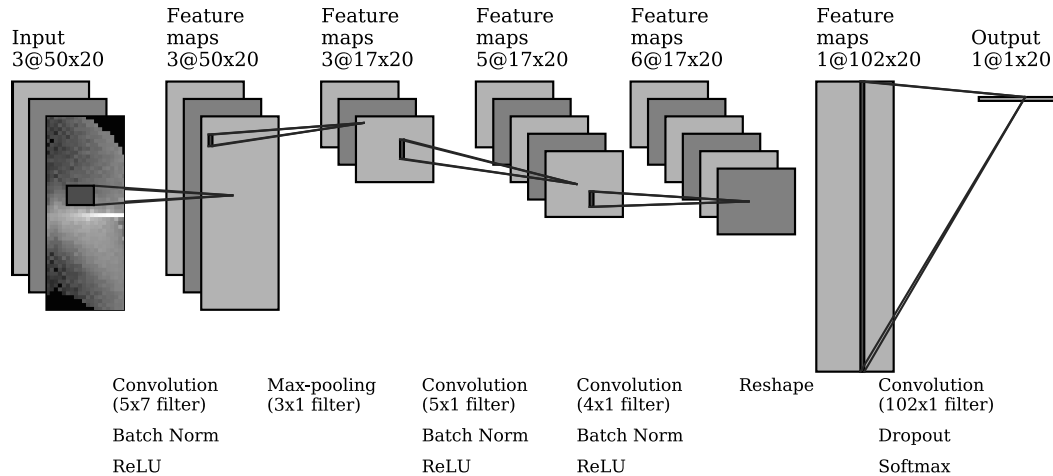 Input
3@50x20
Feature
maps
3@50x20
Feature
maps
3@17x20
Feature
maps
5@17x20
Feature
maps
6@17x20
Feature
maps
1@102x20
Output
1@1x20
Convolution
(5x7 filter)
Batch Norm
ReLU
Max-pooling
(3x1 filter)
Convolution
(5x1 filter)
Batch Norm
ReLU
Convolution
(4x1 filter)
Batch Norm
ReLU
Reshape
Convolution
(102x1 filter)
Dropout
Softmax